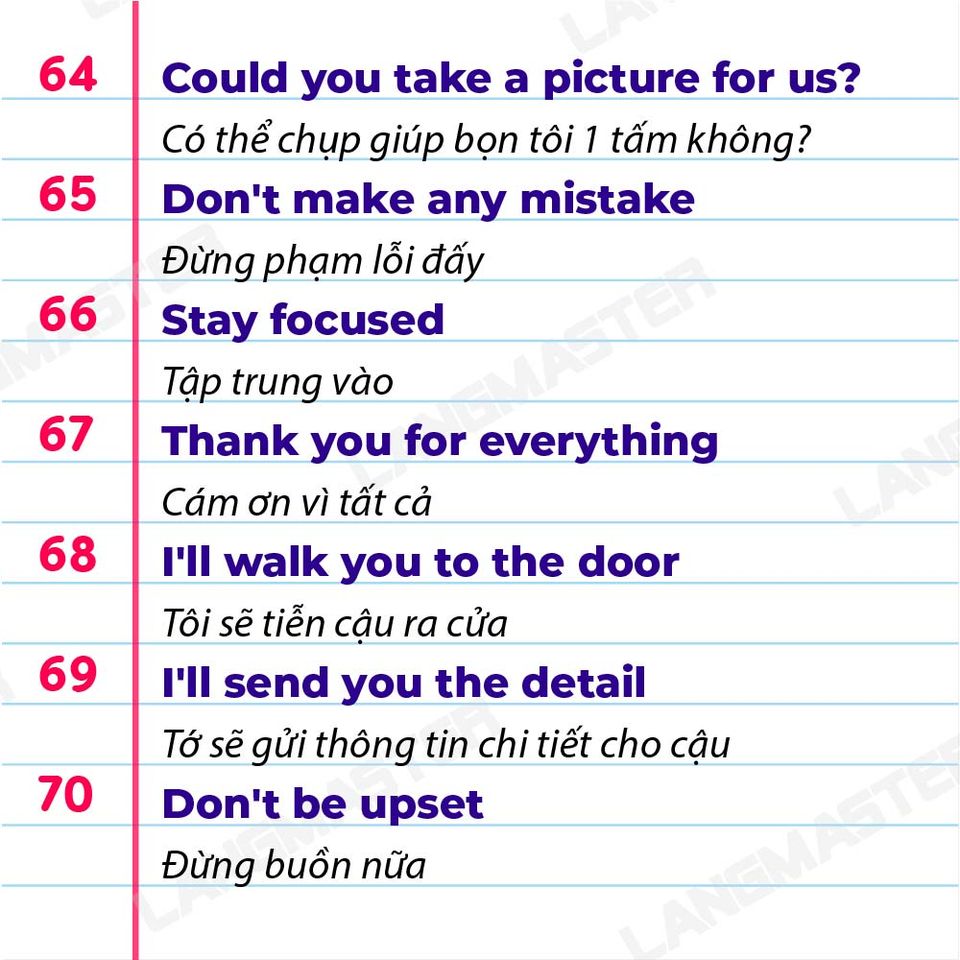 64 Could you take a picture for us?
Có thể chụp giúp bọn tôi 1 tấm không?
65 Don't make any mistake
Đừng phạm lỗi đấy
66 Stay focused
Tập trung vào
67 Thank you for everything
Cám ơn vì tất cả
68 I'll walk you to the door
Tôi sẽ tiễn cậu ra cửa
69 I'll send you the detail
Tớ sẽ gửi thông tin chi tiết cho cậu
70 Don't be upset
Đừng buồn nữa
LANGMASTER